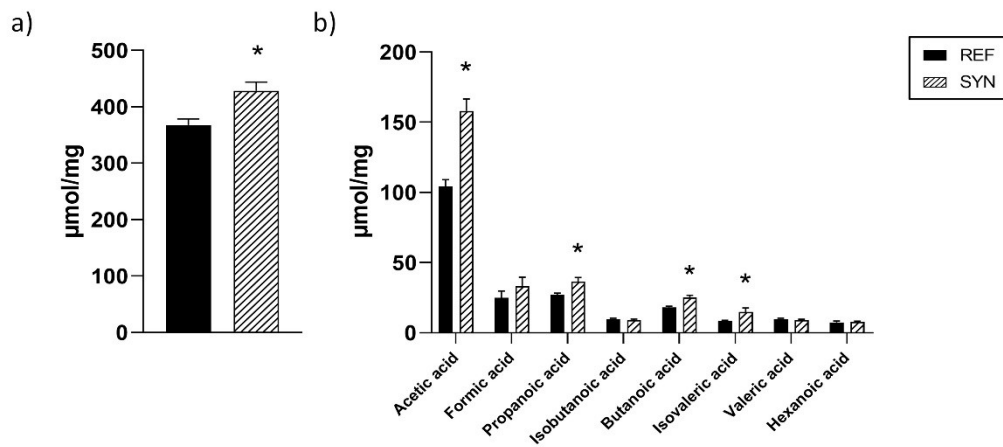 a)
500
400
300
200
100
0
µmol/mg
*
b)
200
150
100
50
0
µmol/mg
*
*
*
*
Acetic acid
Formic acid
Propanoic acid
Isobutanoic acid
Butanoic acid
Isovaleric acid
Valeric acid
Hexanoic acid
REF
SYN